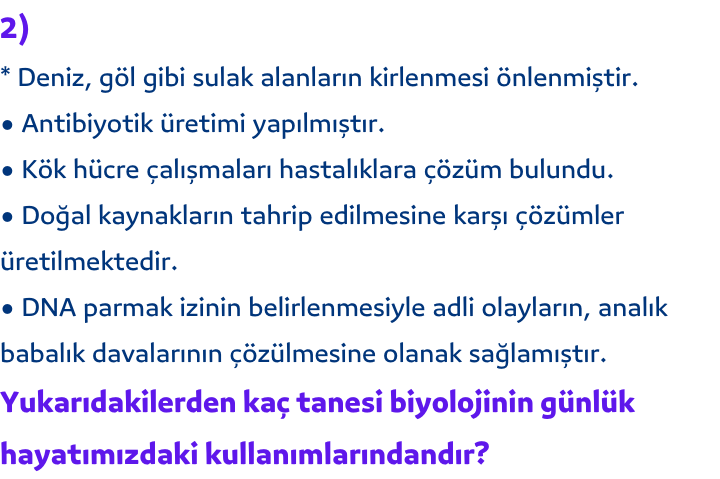 2)
* Deniz, göl gibi sulak alanların kirlenmesi önlenmiştir.
• Antibiyotik üretimi yapılmıştır.
• Kök hücre çalışmaları hastalıklara çözüm bulundu.
• Doğal kaynakların tahrip edilmesine karşı çözümler
üretilmektedir.
• DNA parmak izinin belirlenmesiyle adli olayların, analık
babalık davalarının çözülmesine olanak sağlamıştır.
Yukarıdakilerden kaç tanesi biyolojinin günlük
hayatımızdaki kullanımlarındandır?